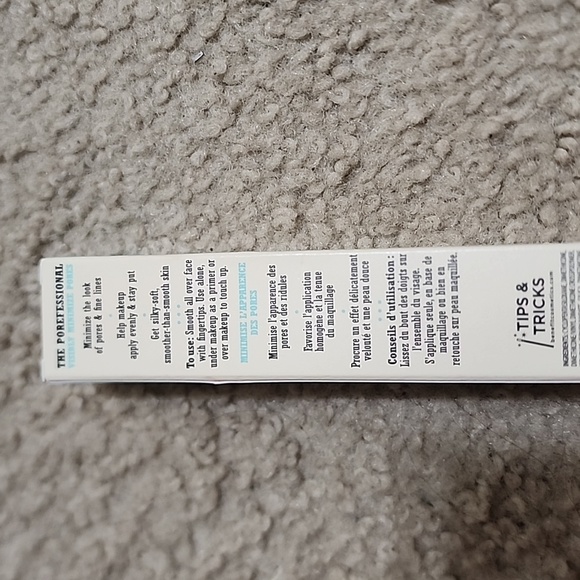 THE POREFESSIONAL
VISIBLY MINIMIZE PORES
Minimize the look
of pores & fine lines
Help makeup
apply evenly & stay put
Get silky-soft,
smoother-than-smooth skin
To use: Smooth all over face
with fingertips. Use alone,
under makeup as a primer or
over makeup to touch up.
MINIMISE L'APPARENCE
DES PORES
Minimise l'apparence des
pores et des ridules
Favorise l'application
homogène et la tenue
du maquillage
Procure un effet délicatement
velouté et une peau douce
Conseils d'utilisation :
Lissez du bout des doigts sur
l'ensemble du visage.
S'applique seule, en base de
maquillage ou bien en
retouche sur peau maquillée.
TIPS &
TRICKS
benefitcosmetics.com